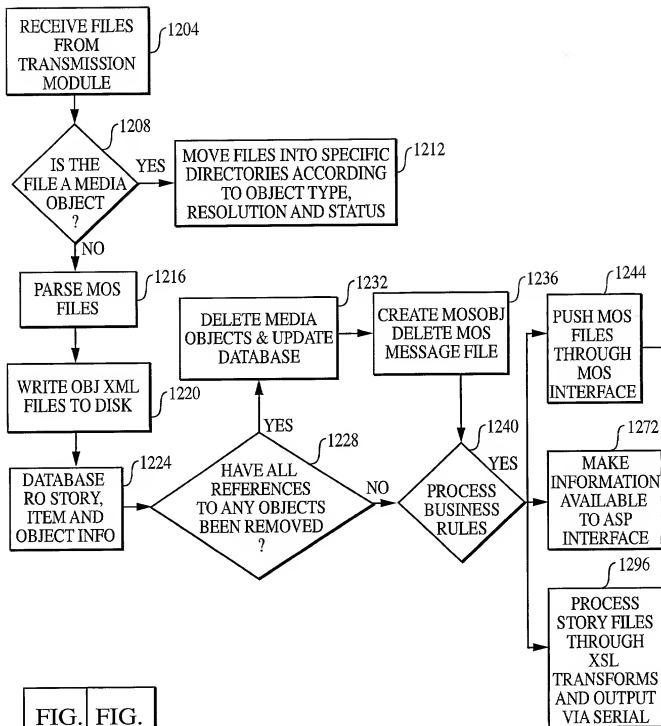 RECEIVE FILES
FROM
TRANSMISSION
MODULE
1204
1208
IS THE
FILE A MEDIA
OBJECT
?
YES
NO
MOVE FILES INTO SPECIFIC
DIRECTORIES ACCORDING
TO OBJECT TYPE,
RESOLUTION AND STATUS
1212
PARSE MOS
FILES
1216
WRITE OBJ XML
FILES TO DISK
1220
DATABASE
RO STORY,
ITEM AND
OBJECT INFO
1224
HAVE ALL
REFERENCES
TO ANY OBJECTS
BEEN REMOVED
?
1228
YES
NO
DELETE MEDIA
OBJECTS & UPDATE
DATABASE
1232
CREATE MOSOBJ
DELETE MOS
MESSAGE FILE
1236
PROCESS
BUSINESS
RULES
1240
YES
PUSH MOS
FILES
THROUGH
MOS
INTERFACE
1244
MAKE
INFORMATION
AVAILABLE
TO ASP
INTERFACE
1272
PROCESS
STORY FILES
THROUGH
XSL
TRANSFORMS
AND OUTPUT
VIA SERIAL
1296
FIG. FIG.